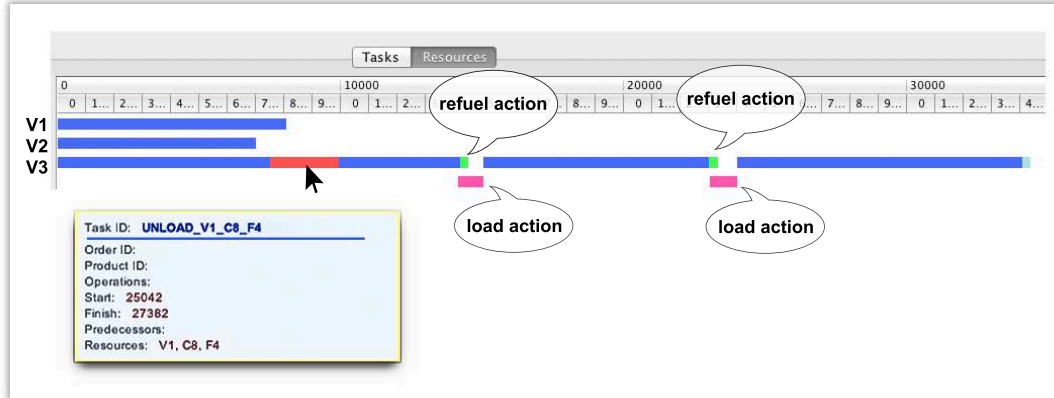 Tasks Resources
0 10000 20000 30000
0 1... 2... 3... 4... 5... 6... 7... 8... 9... 0 1... 2... 8... 9... 0 1... 7... 8... 9... 0 1... 2... 3... 4...
refuel action
refuel action
V1
V2
V3
load action
load action
Task ID: UNLOAD_V1_C8_F4
Order ID:
Product ID:
Operations:
Start: 25042
Finish: 27382
Predecessors:
Resources: V1, C8, F4